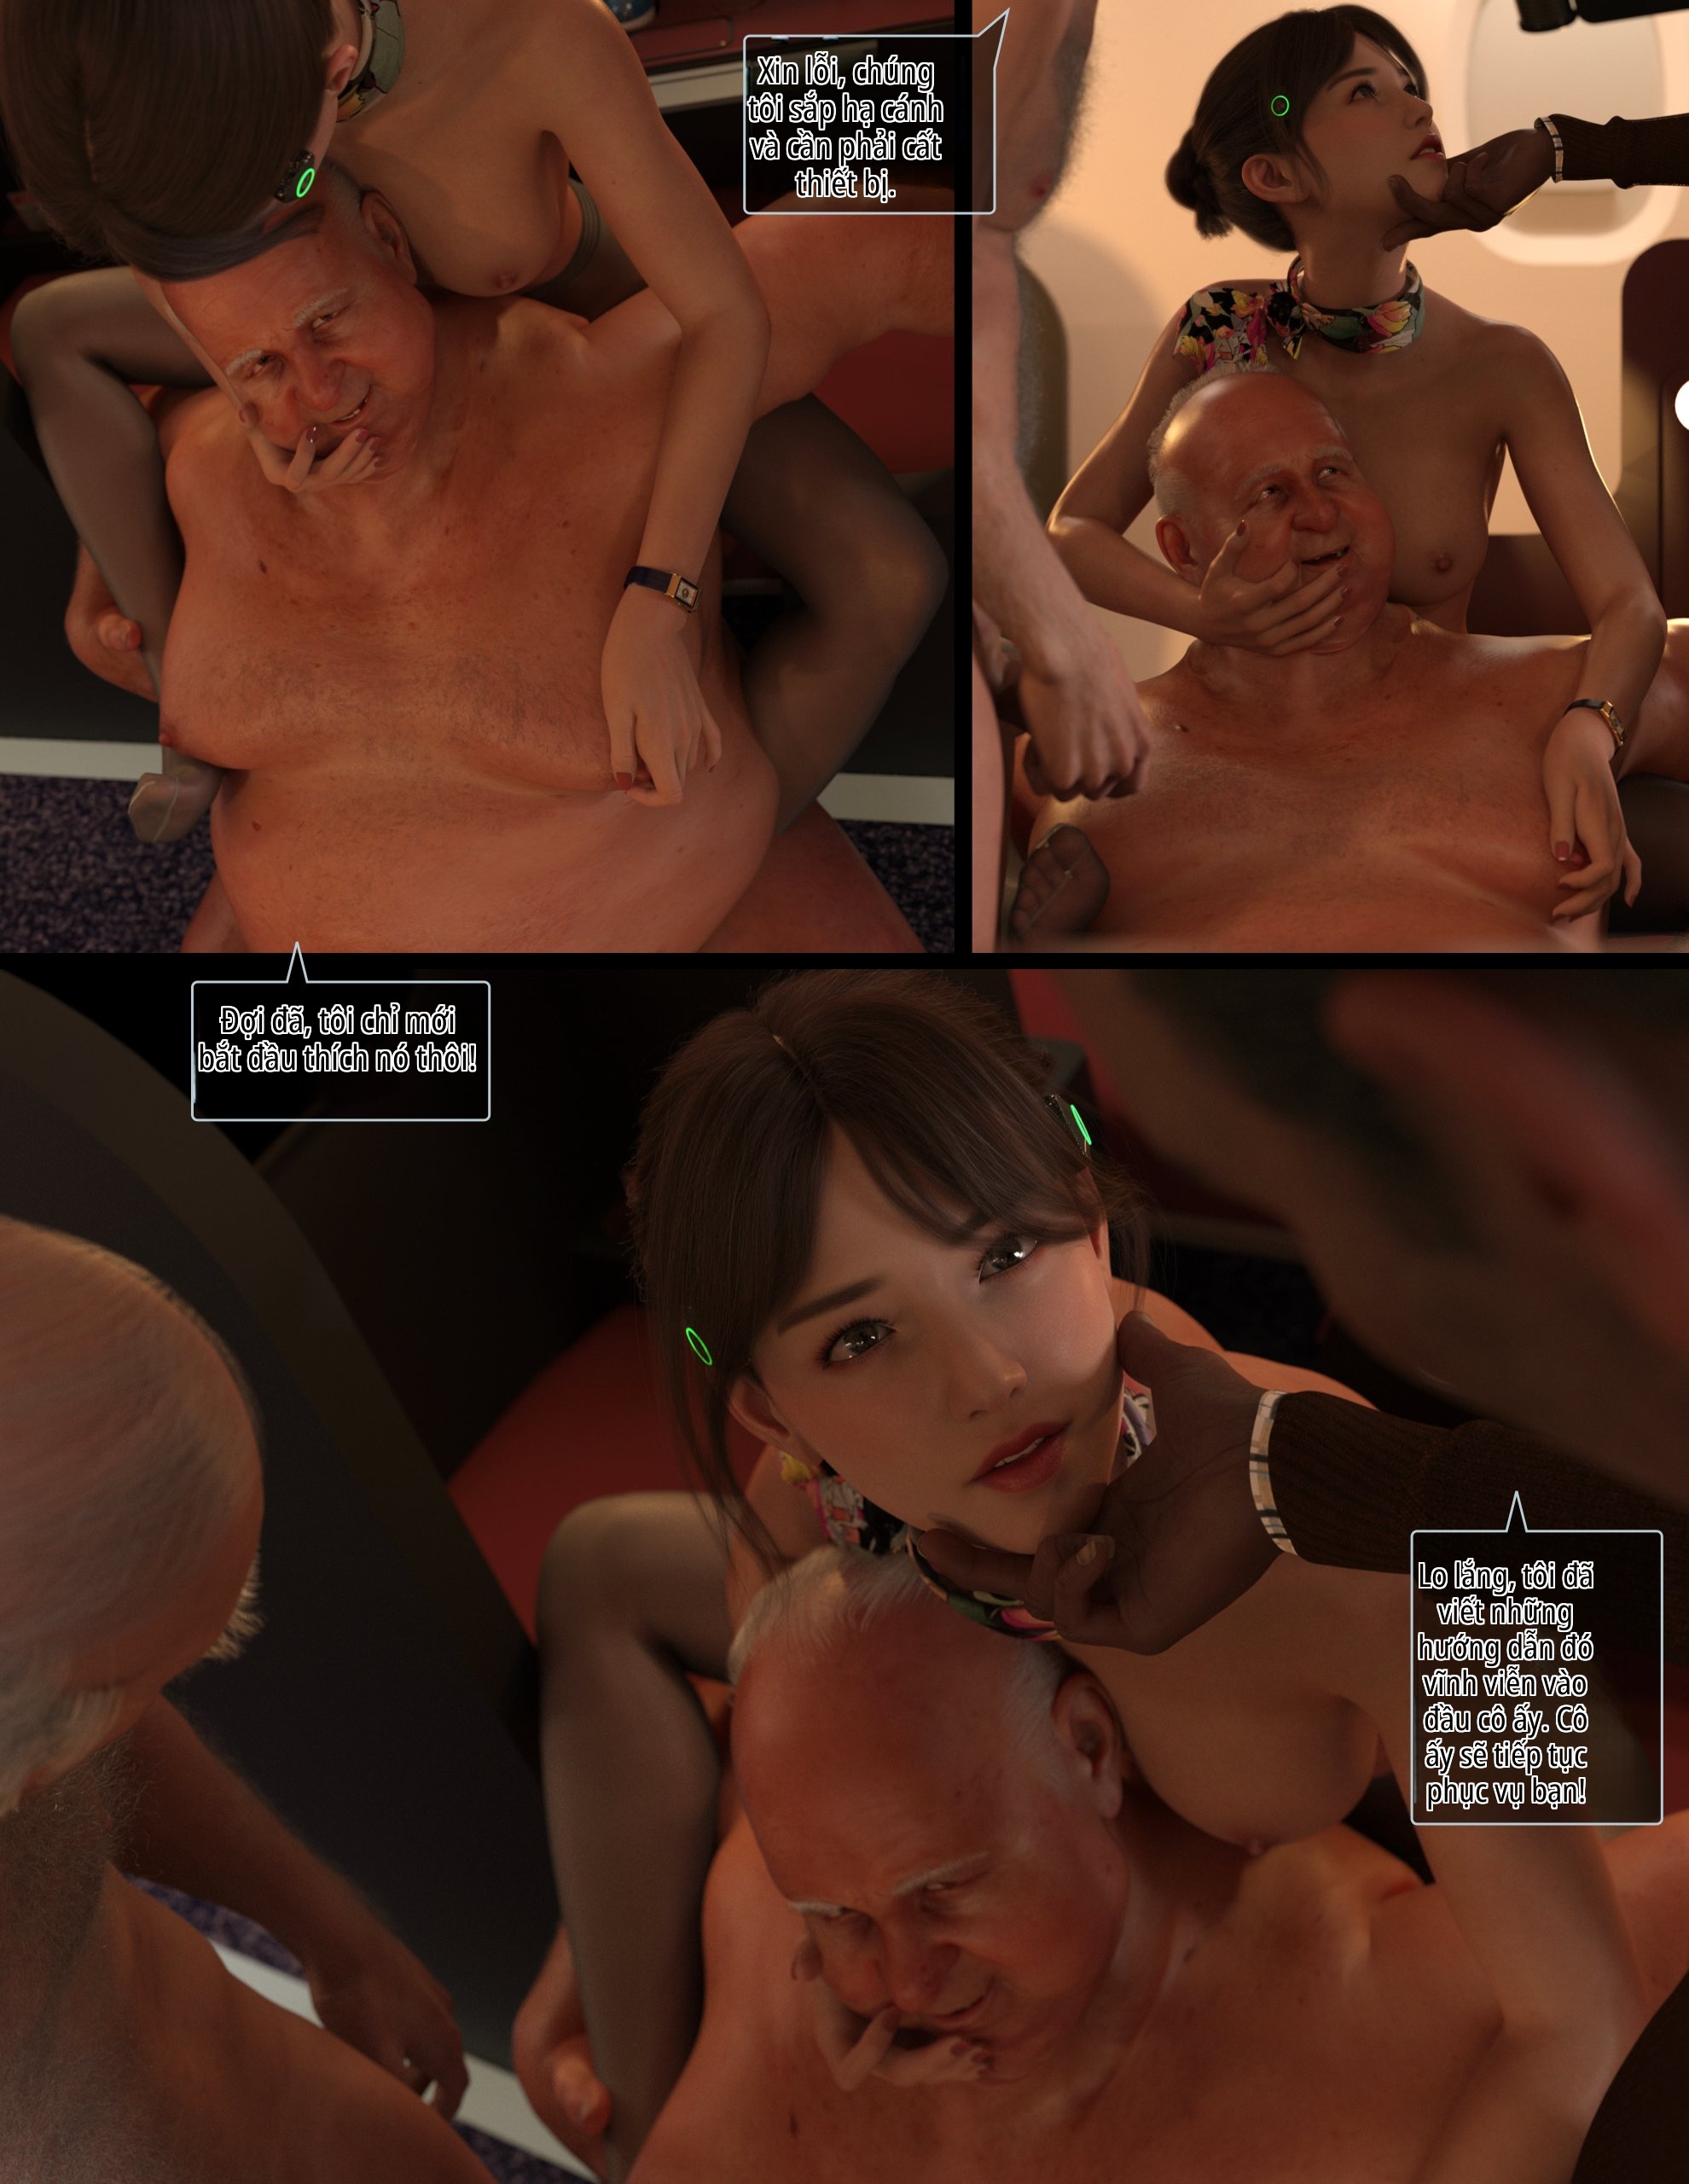 Xin lỗi, chúng
tôi sắp hạ cánh
và cần phải cất
thiết bị.
Đợi đã, tôi chỉ mới
bắt đầu thích nó thôi!
Lo lắng, tôi đã
viết những
hướng dẫn đó
vĩnh viễn vào
đầu cô ấy. Cô
ấy sẽ tiếp tục
phục vụ bạn!